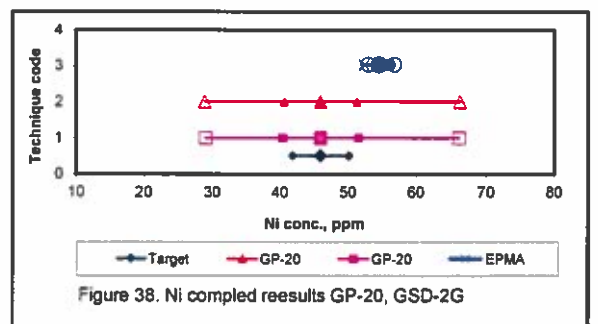 4
3
2
1
0
Technique code
10 20 30 40 50 60 70 80
Ni conc., ppm
Target GP-20 GP-20 EPMA
Figure 38. Ni compled reesults GP-20, GSD-2G